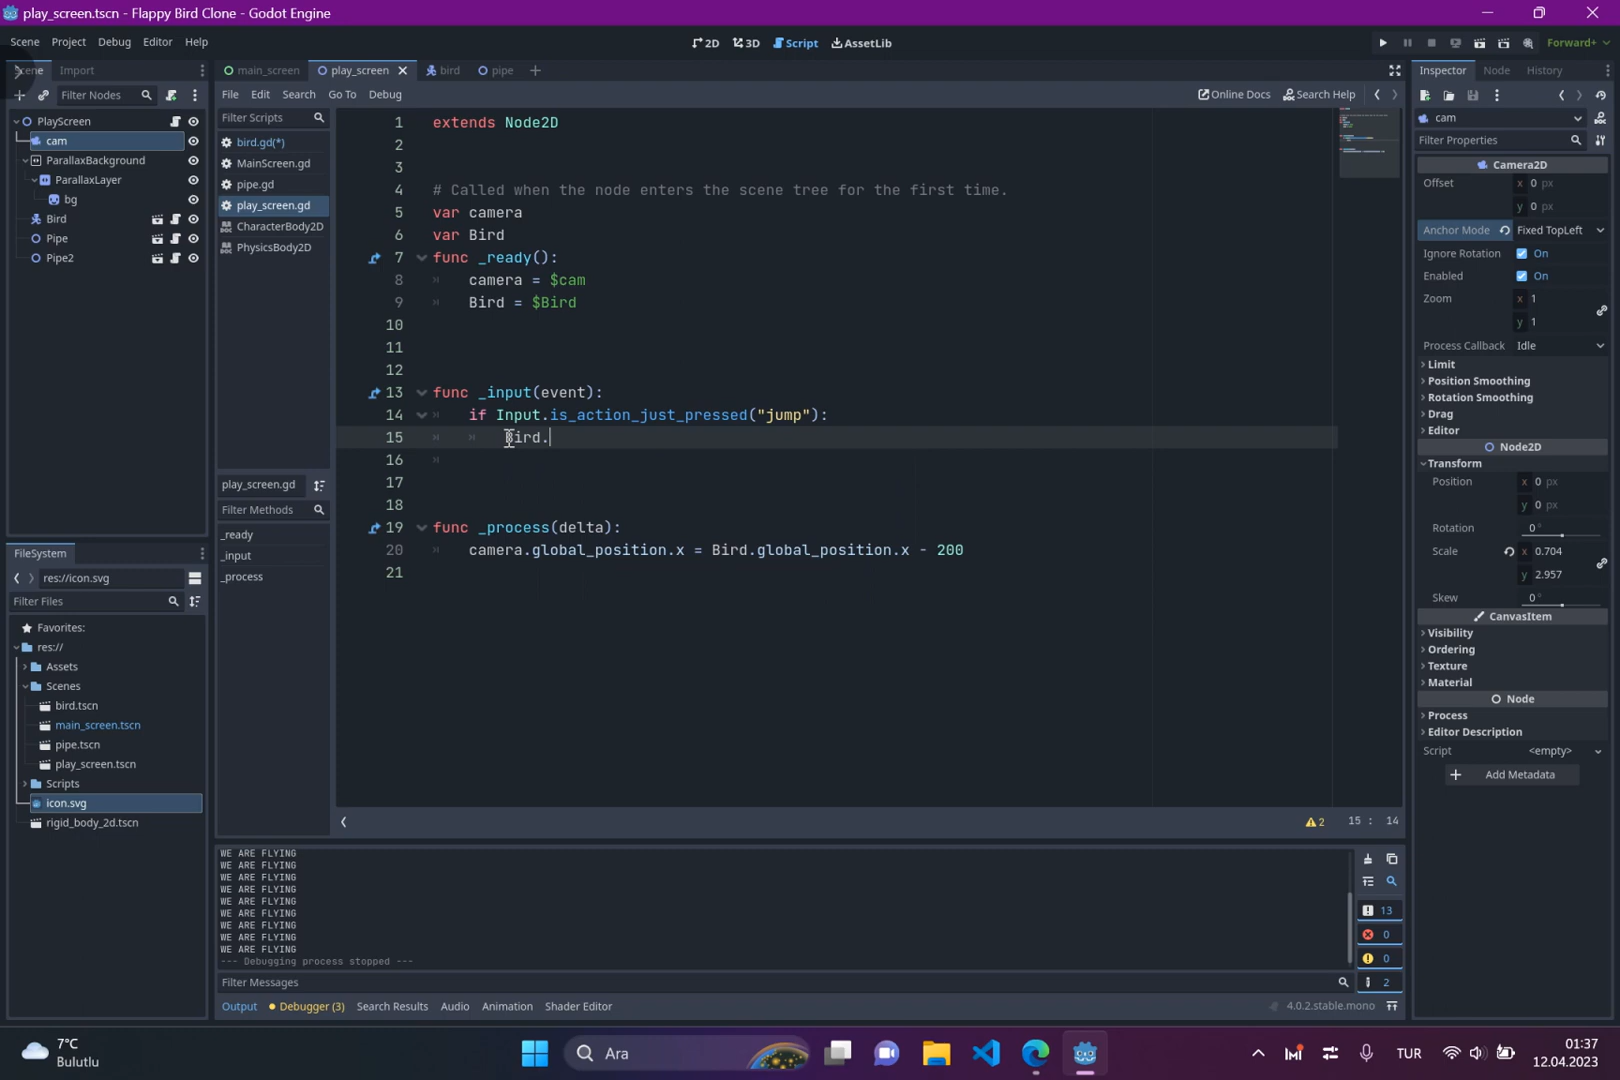 play_screen.tscn - Flappy Bird Clone - Godot Engine
Scene Project Debug Editor Help
2D 3D Script AssetLib
Forward+
Scene Import
main_screen play_screen bird pipe
Inspector Node History
Filter Nodes
File Edit Search Go To Debug
Online Docs Search Help
PlayScreen
cam
ParallaxBackground
ParallaxLayer
bg
Bird
Pipe
Pipe2
Filter Scripts
bird.gd(*)
MainScreen.gd
pipe.gd
play_screen.gd
CharacterBody2D
PhysicsBody2D
play_screen.gd
Filter Methods
_ready
_input
_process
1 extends Node2D
2
3
4 # Called when the node enters the scene tree for the first time.
5 var camera
6 var Bird
7 func _ready():
8 camera = $cam
9 Bird = $Bird
10
11
12
13 func _input(event):
14 if Input.is_action_just_pressed("jump"):
15 Bird.
16
17
18
19 func _process(delta):
20 camera.global_position.x = Bird.global_position.x - 200
21
2 15 : 14
cam
Filter Properties
Camera2D
Offset x 0 px
y 0 px
Anchor Mode Fixed TopLeft
Ignore Rotation On
Enabled On
Zoom x 1
y 1
Process Callback Idle
Limit
Position Smoothing
Rotation Smoothing
Drag
Editor
Node2D
Transform
Position x 0 px
y 0 px
Rotation 0 °
Scale x 0.704
y 2.957
Skew 0 °
CanvasItem
Visibility
Ordering
Texture
Material
Node
Process
Editor Description
Script <empty>
Add Metadata
FileSystem
res://icon.svg
Filter Files
Favorites:
res://
Assets
Scenes
bird.tscn
main_screen.tscn
pipe.tscn
play_screen.tscn
Scripts
icon.svg
rigid_body_2d.tscn
WE ARE FLYING
WE ARE FLYING
WE ARE FLYING
WE ARE FLYING
WE ARE FLYING
WE ARE FLYING
WE ARE FLYING
WE ARE FLYING
WE ARE FLYING
--- Debugging process stopped ---
13
0
0
2
Filter Messages
Output Debugger (3) Search Results Audio Animation Shader Editor
4.0.2.stable.mono
7°C
Bulutlu
Ara
TUR
01:37
12.04.2023